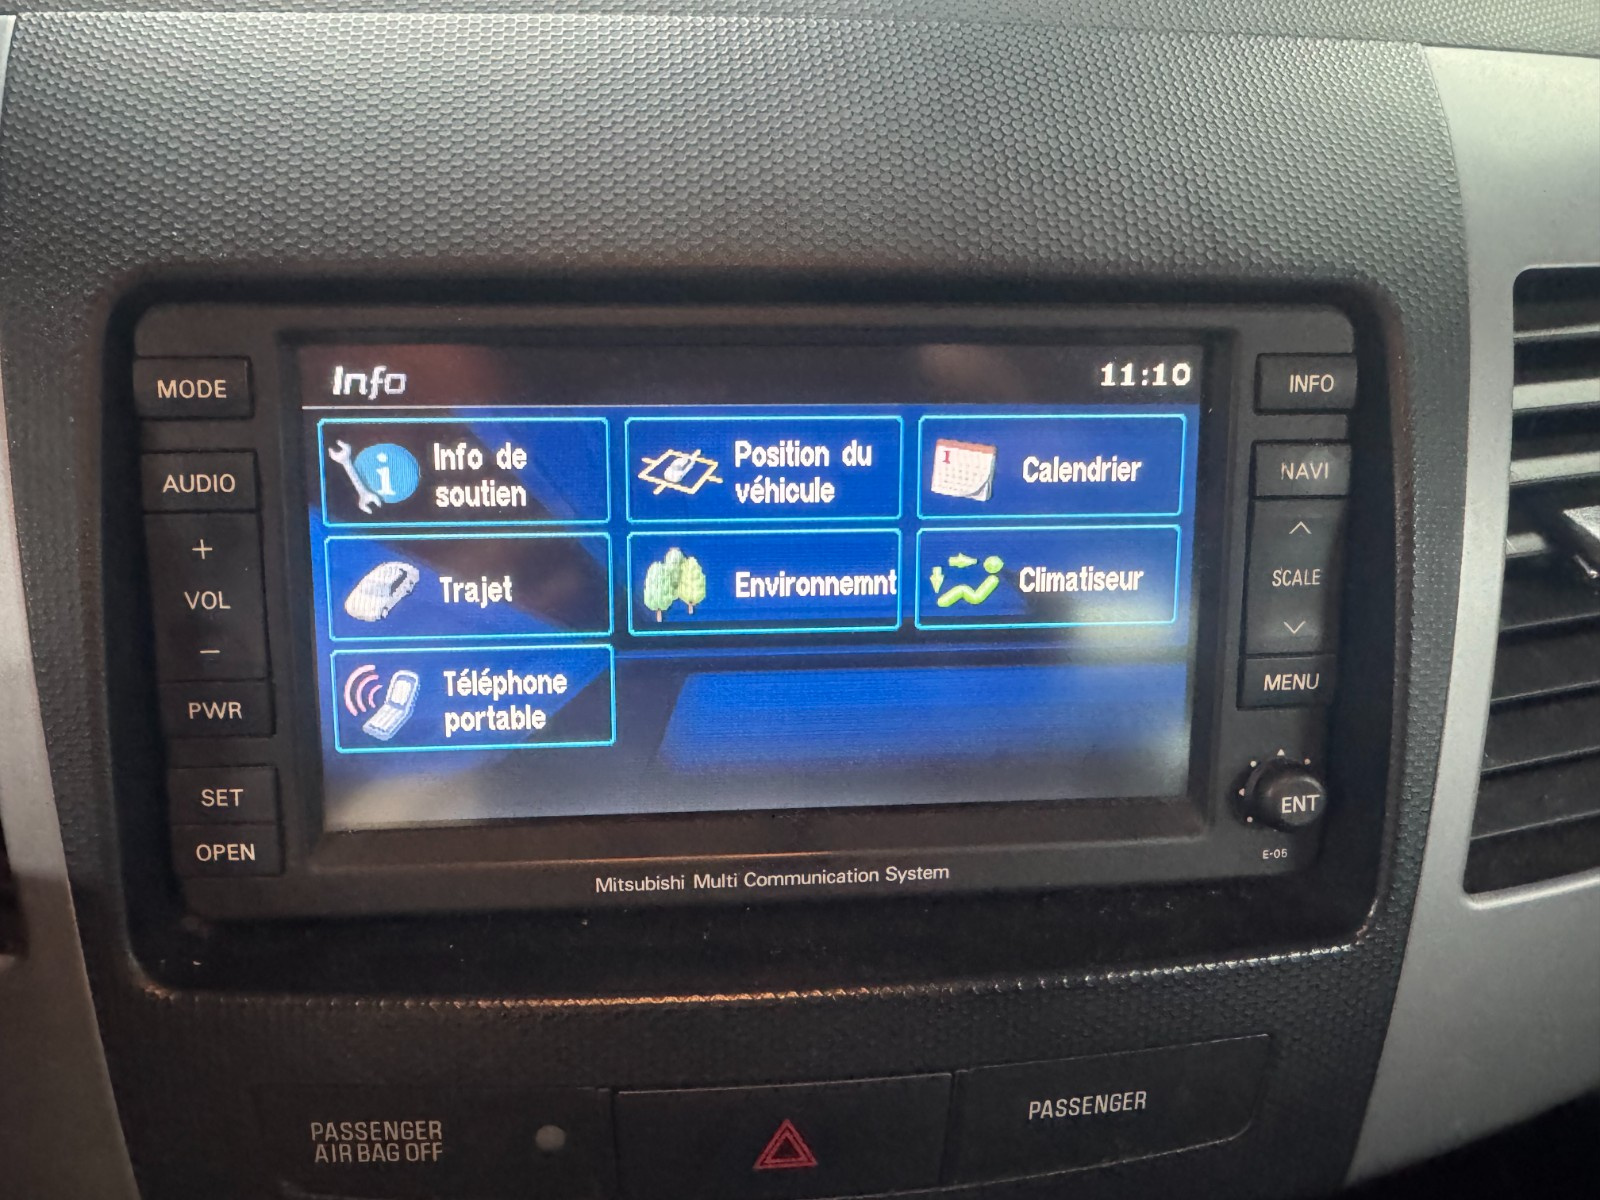 Info 11:10
MODE
INFO
Info de
soutien
Position du
véhicule
Calendrier
AUDIO
NAVI
+
VOL
-
Trajet
Environnemnt
Climatiseur
SCALE
Téléphone
portable
MENU
PWR
SET
ENT
OPEN
E-05
Mitsubishi Multi Communication System
PASSENGER
AIR BAG OFF
PASSENGER
1